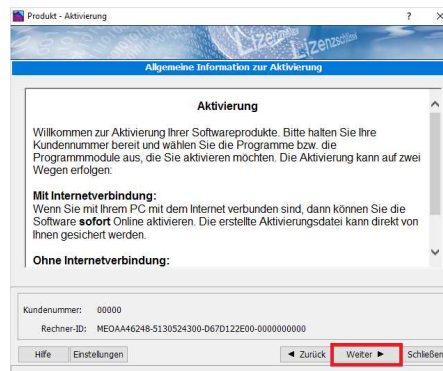 Produkt - Aktivierung ? ×
Lizenzschlüssel
Allgemeine Information zur Aktivierung
Aktivierung
Willkommen zur Aktivierung Ihrer Softwareprodukte. Bitte halten Sie Ihre
Kundennummer bereit und wählen Sie die Programme bzw. die
Programmmodule aus, die Sie aktivieren möchten. Die Aktivierung kann auf zwei
Wegen erfolgen:
Mit Internetverbindung:
Wenn Sie mit Ihrem PC mit dem Internet verbunden sind, dann können Sie die
Software sofort Online aktivieren. Die erstellte Aktivierungsdatei kann direkt von
Ihnen gesichert werden.
Ohne Internetverbindung:
Kundenummer: 00000
Rechner-ID: MEOAA46248-5130524300-D67D122E00-0000000000
Hilfe Einstellungen ◄ Zurück Weiter ► Schließen